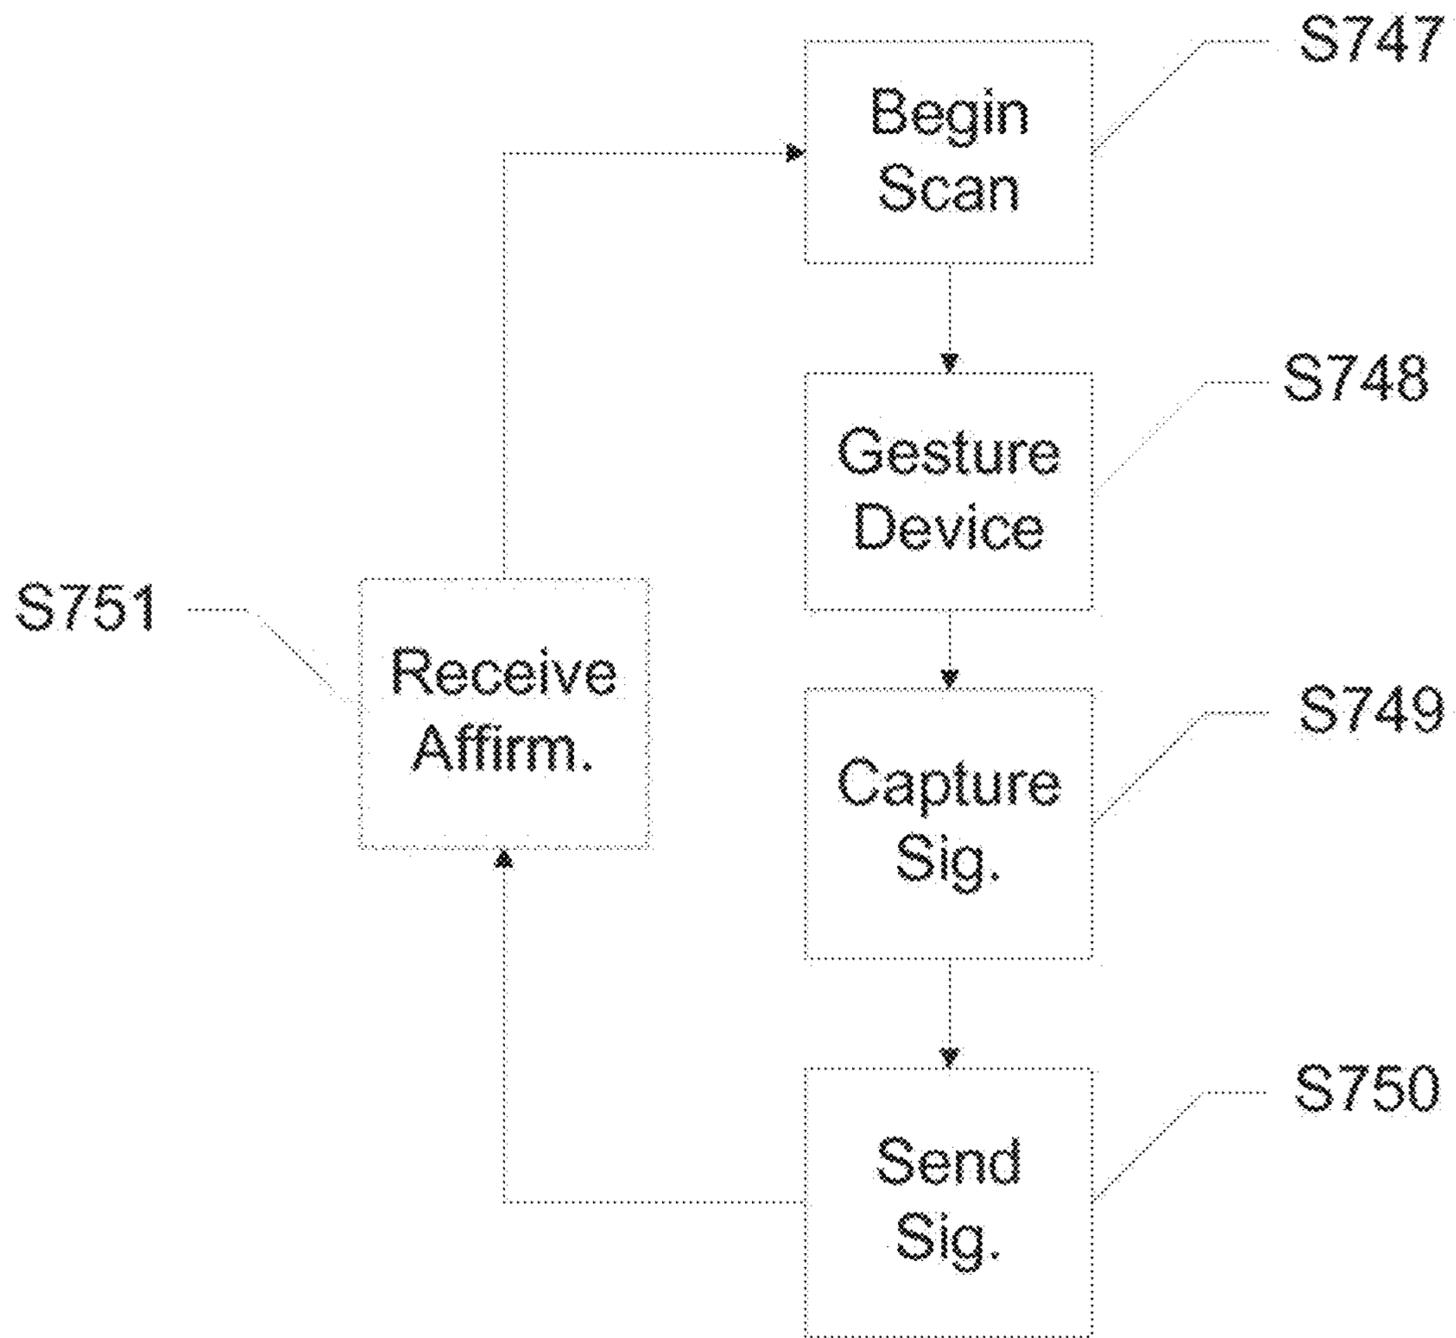 S747
Begin
Scan
S748
Gesture
Device
S751
Receive
Affirm.
S749
Capture
Sig.
S750
Send
Sig.